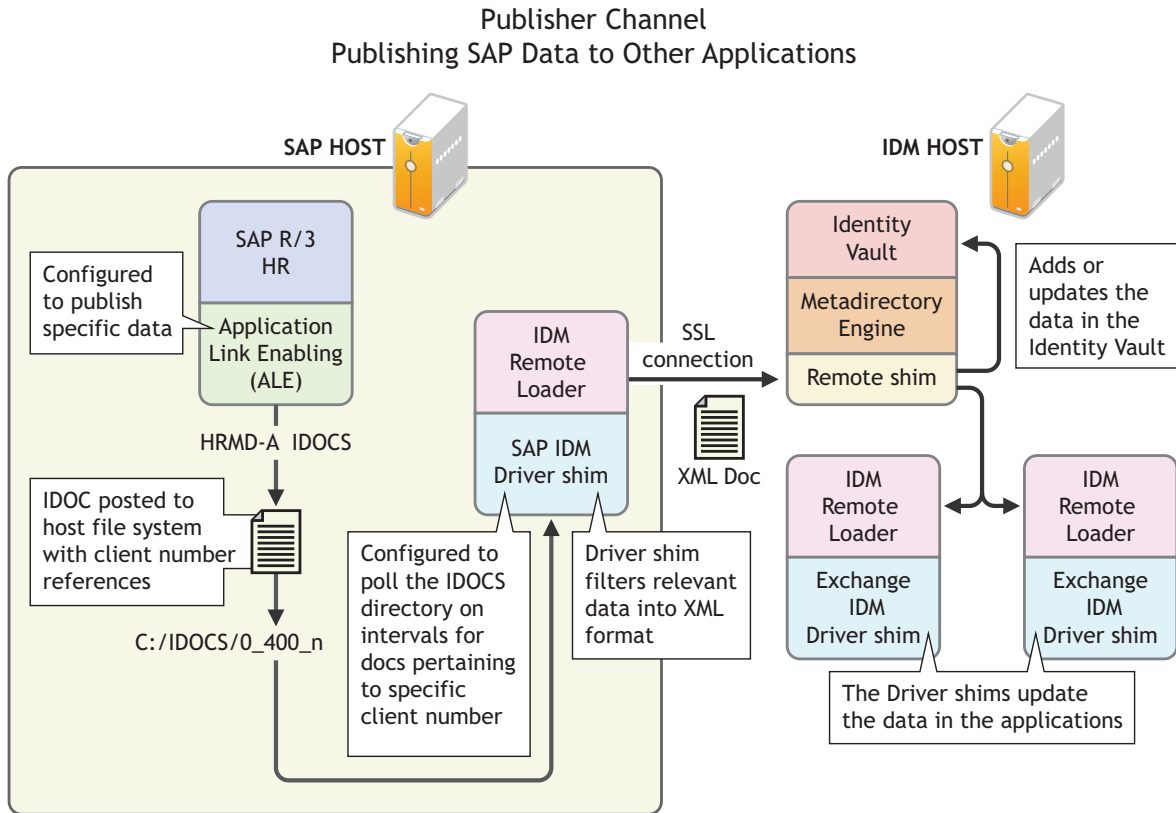 Publisher Channel
Publishing SAP Data to Other Applications
SAP HOST
SAP R/3
HR
Configured
to publish
specific data
Application
Link Enabling
(ALE)
HRMD-A IDOCS
IDOC posted to
host file system
with client number
references
C:/IDOCS/0_400_n
IDM
Remote
Loader
SAP IDM
Driver shim
Configured to
poll the IDOCS
directory on
intervals for
docs pertaining
to specific
client number
Driver shim
filters relevant
data into XML
format
SSL
connection
XML Doc
IDM HOST
Identity
Vault
Metadirectory
Engine
Remote shim
Adds or
updates the
data in the
Identity Vault
IDM
Remote
Loader
Exchange
IDM
Driver shim
IDM
Remote
Loader
Exchange
IDM
Driver shim
The Driver shims update
the data in the applications